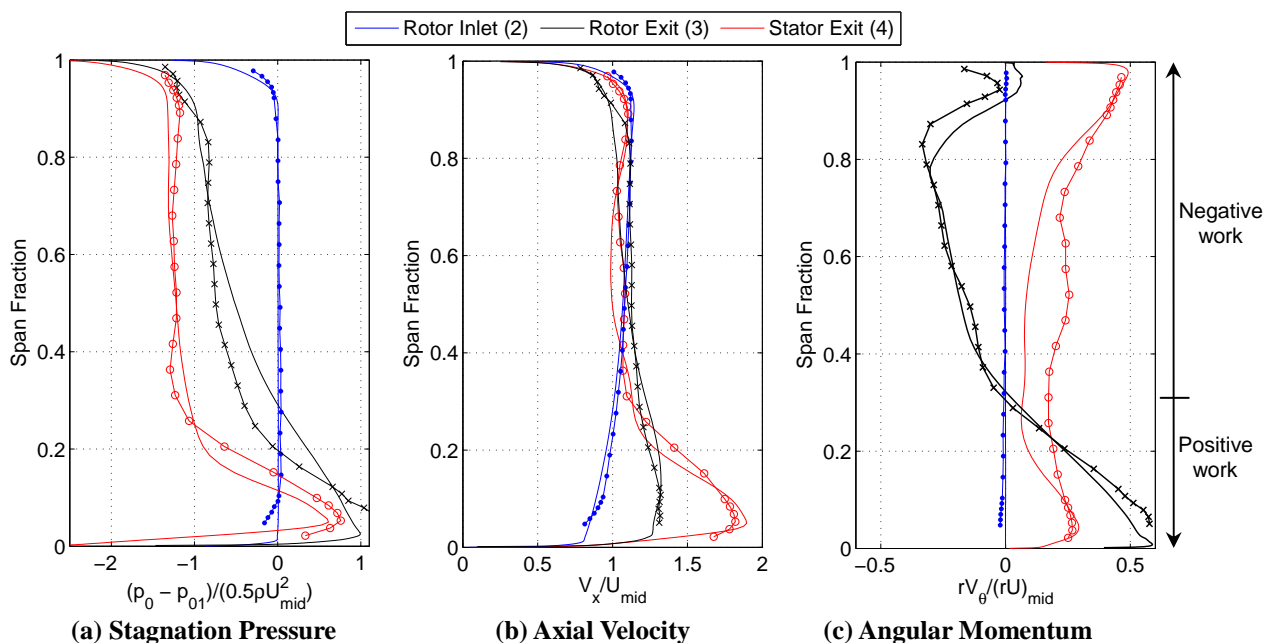 Rotor Inlet (2) Rotor Exit (3) Stator Exit (4)
1
0.8
0.6
0.4
0.2
0
Span Fraction
−2 −1 0 1
(p0 − p01)/(0.5ρU²mid)
(a) Stagnation Pressure
1
0.8
0.6
0.4
0.2
0
Span Fraction
0 0.5 1 1.5 2
Vx/Umid
(b) Axial Velocity
1
0.8
0.6
0.4
0.2
0
Span Fraction
−0.5 0 0.5
rVθ/(rU)mid
(c) Angular Momentum
Negative
work
Positive
work